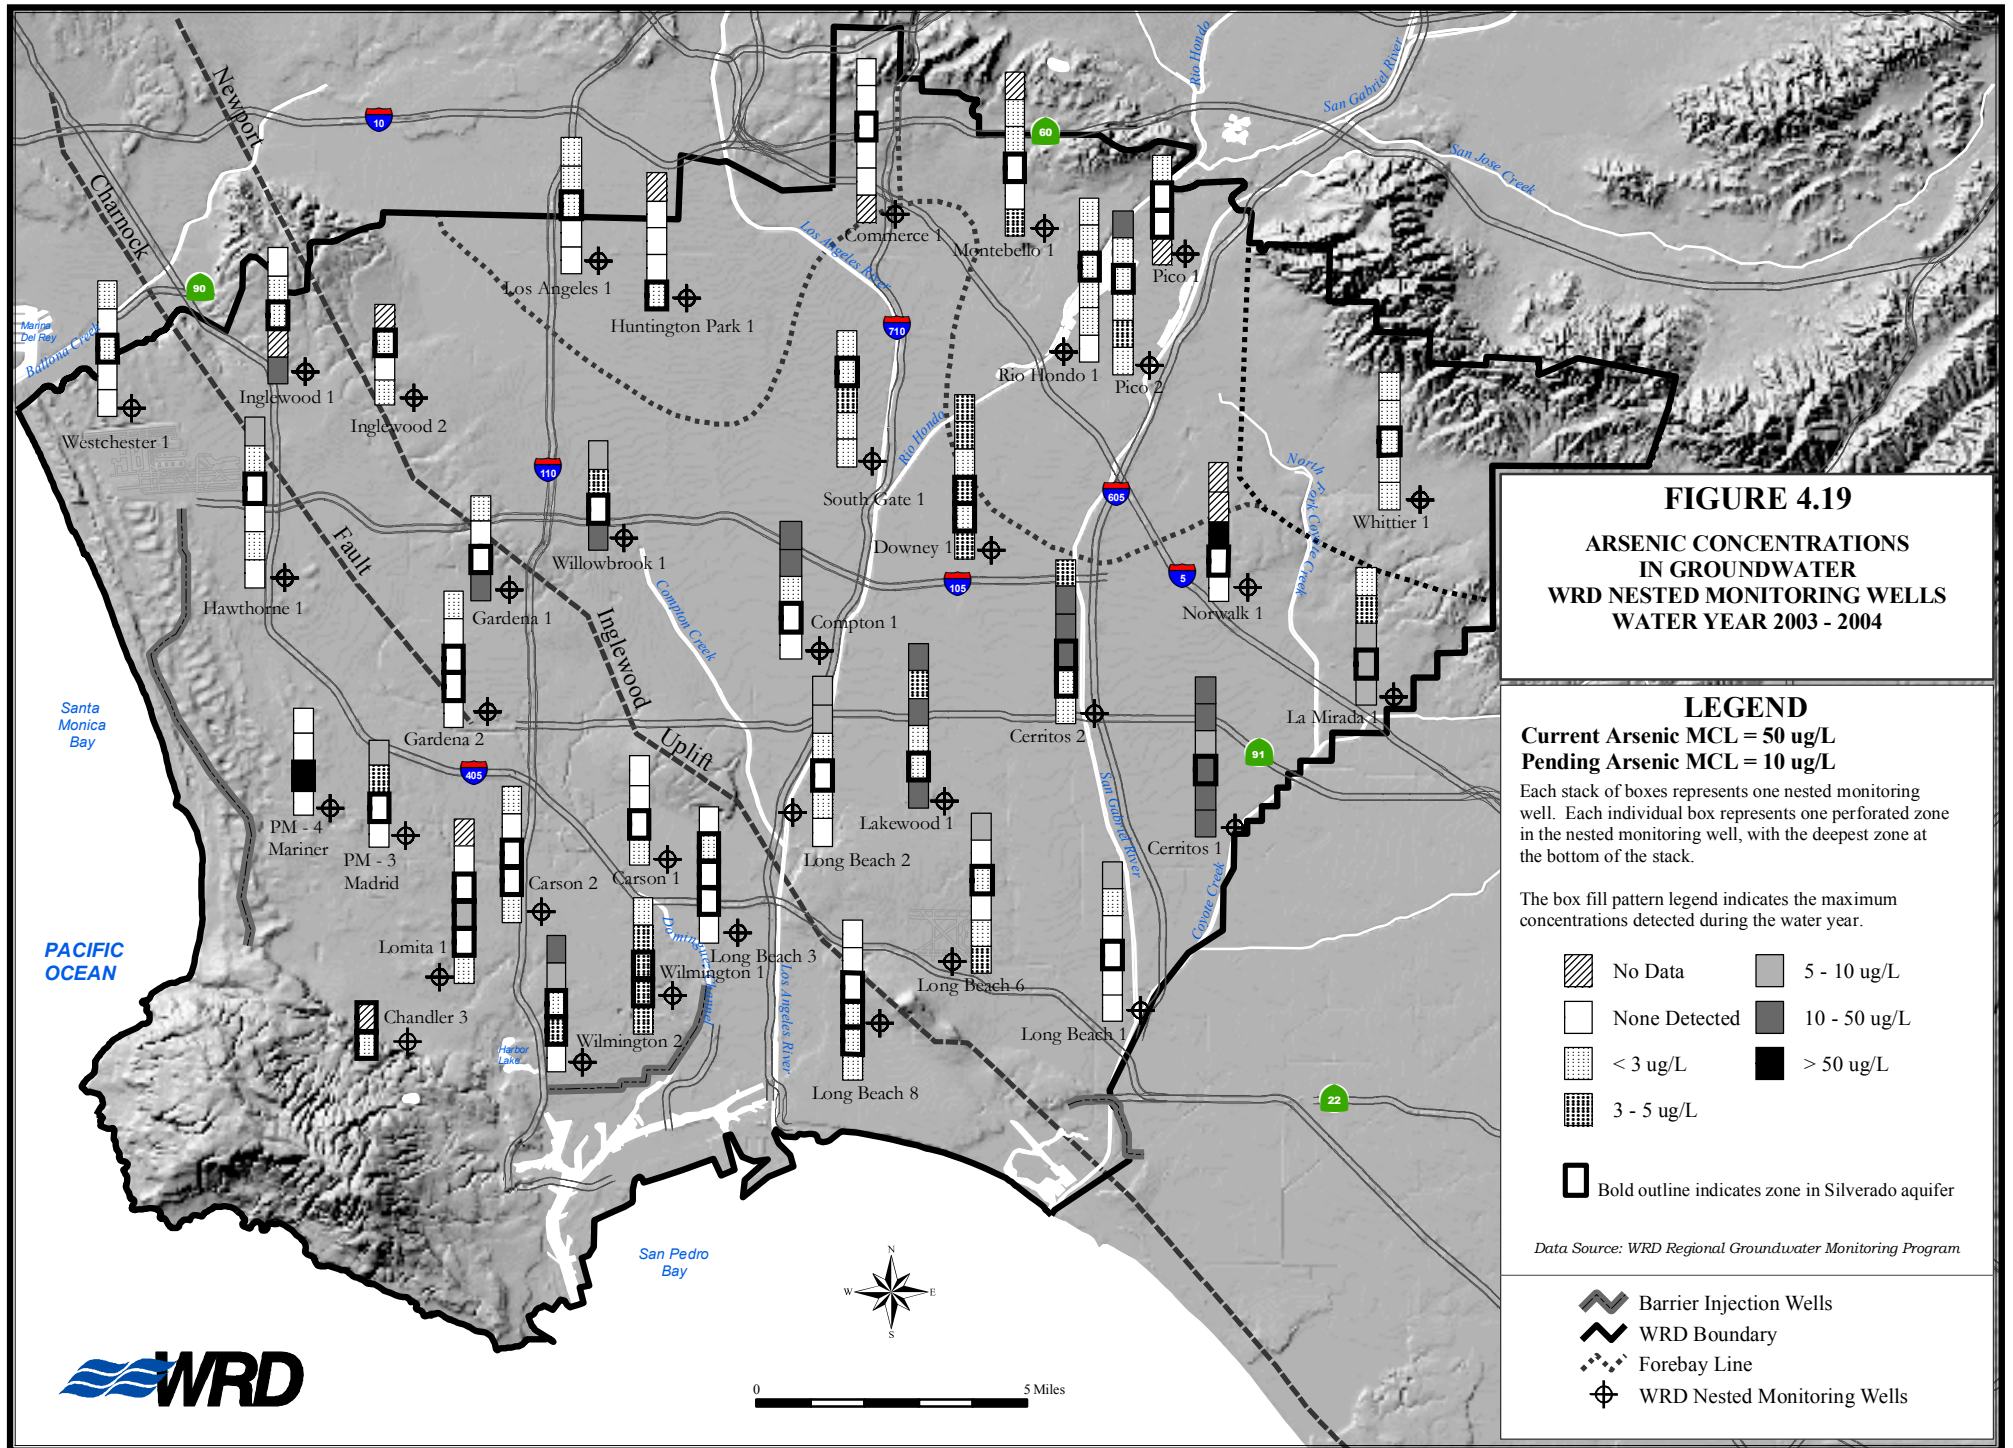 10
Newport
Charnock
90
60
Rio Hondo
San Gabriel River
San Jose Creek
Los Angeles River
Commerce 1
Montebello 1
Pico 1
Los Angeles 1
Huntington Park 1
710
Marina
Del Rey
Ballona Creek
Inglewood 1
Inglewood 2
Westchester 1
Rio Hondo 1
Pico 2
Rio Hondo
South Gate 1
110
605
North
Fork Coyote Creek
Whittier 1
Fault
Willowbrook 1
Downey 1
105
5
Hawthorne 1
Gardena 1
Compton Creek
Compton 1
Norwalk 1
Inglewood
Gardena 2
Uplift
Santa
Monica
Bay
405
Cerritos 2
La Mirada 1
91
PM - 4
Mariner
PM - 3
Madrid
Lakewood 1
Long Beach 2
San Gabriel River
Cerritos 1
Carson 2
Carson 1
Coyote Creek
PACIFIC
OCEAN
Lomita 1
Dominguez Channel
Long Beach 3
Wilmington 1
Long Beach 6
Los Angeles River
Chandler 3
Harbor
Lake
Wilmington 2
Long Beach 1
Long Beach 8
22
San Pedro
Bay
N
W
E
S
0
5 Miles
WRD
FIGURE 4.19
ARSENIC CONCENTRATIONS
IN GROUNDWATER
WRD NESTED MONITORING WELLS
WATER YEAR 2003 - 2004
LEGEND
Current Arsenic MCL = 50 ug/L
Pending Arsenic MCL = 10 ug/L
Each stack of boxes represents one nested monitoring
well. Each individual box represents one perforated zone
in the nested monitoring well, with the deepest zone at
the bottom of the stack.
The box fill pattern legend indicates the maximum
concentrations detected during the water year.
No Data
5 - 10 ug/L
None Detected
10 - 50 ug/L
< 3 ug/L
> 50 ug/L
3 - 5 ug/L
Bold outline indicates zone in Silverado aquifer
Data Source: WRD Regional Groundwater Monitoring Program
Barrier Injection Wells
WRD Boundary
Forebay Line
WRD Nested Monitoring Wells